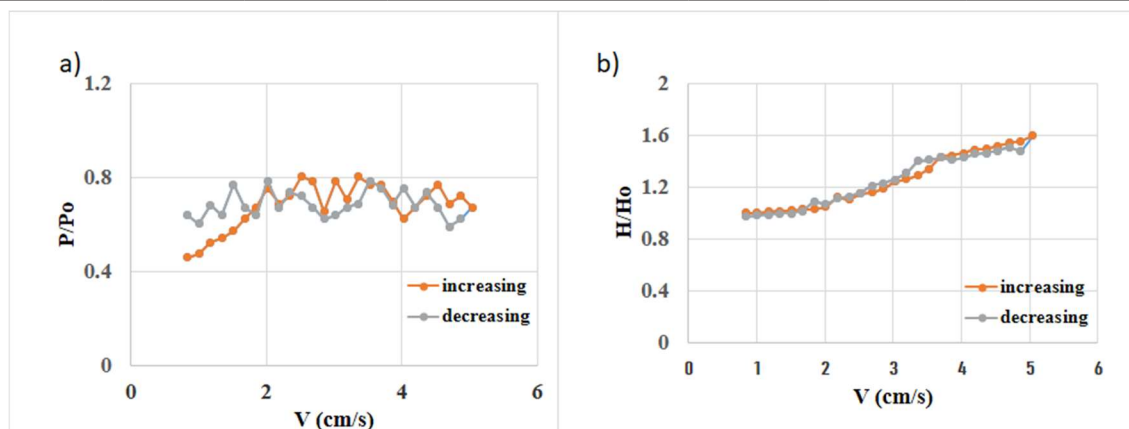 a)
1.2
0.8
0.4
0
P/Po
increasing
decreasing
0 2 4 6
V (cm/s)
b)
2
1.6
1.2
0.8
0.4
0
H/Ho
increasing
decreasing
0 1 2 3 4 5 6
V (cm/s)